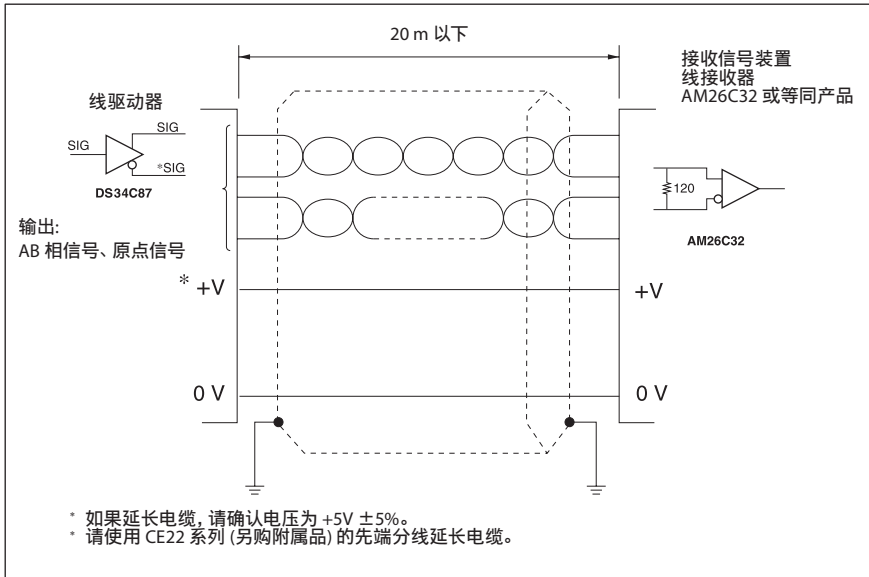 20 m 以下
接收信号装置
线接收器
AM26C32 或等同产品
线驱动器
SIG
SIG
*SIG
DS34C87
120
AM26C32
输出:
AB 相信号、原点信号
* +V
+V
0 V
0 V
* 如果延长电缆, 请确认电压为 +5V ±5%。
* 请使用 CE22 系列 (另购附属品) 的先端分线延长电缆。